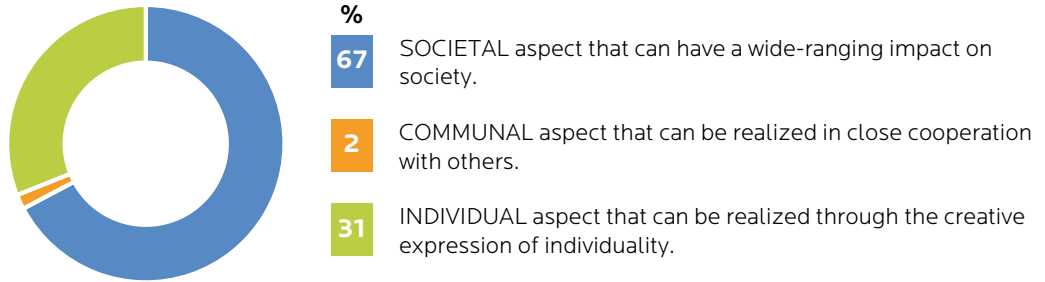 %
67
SOCIETAL aspect that can have a wide-ranging impact on
society.
2
COMMUNAL aspect that can be realized in close cooperation
with others.
31
INDIVIDUAL aspect that can be realized through the creative
expression of individuality.